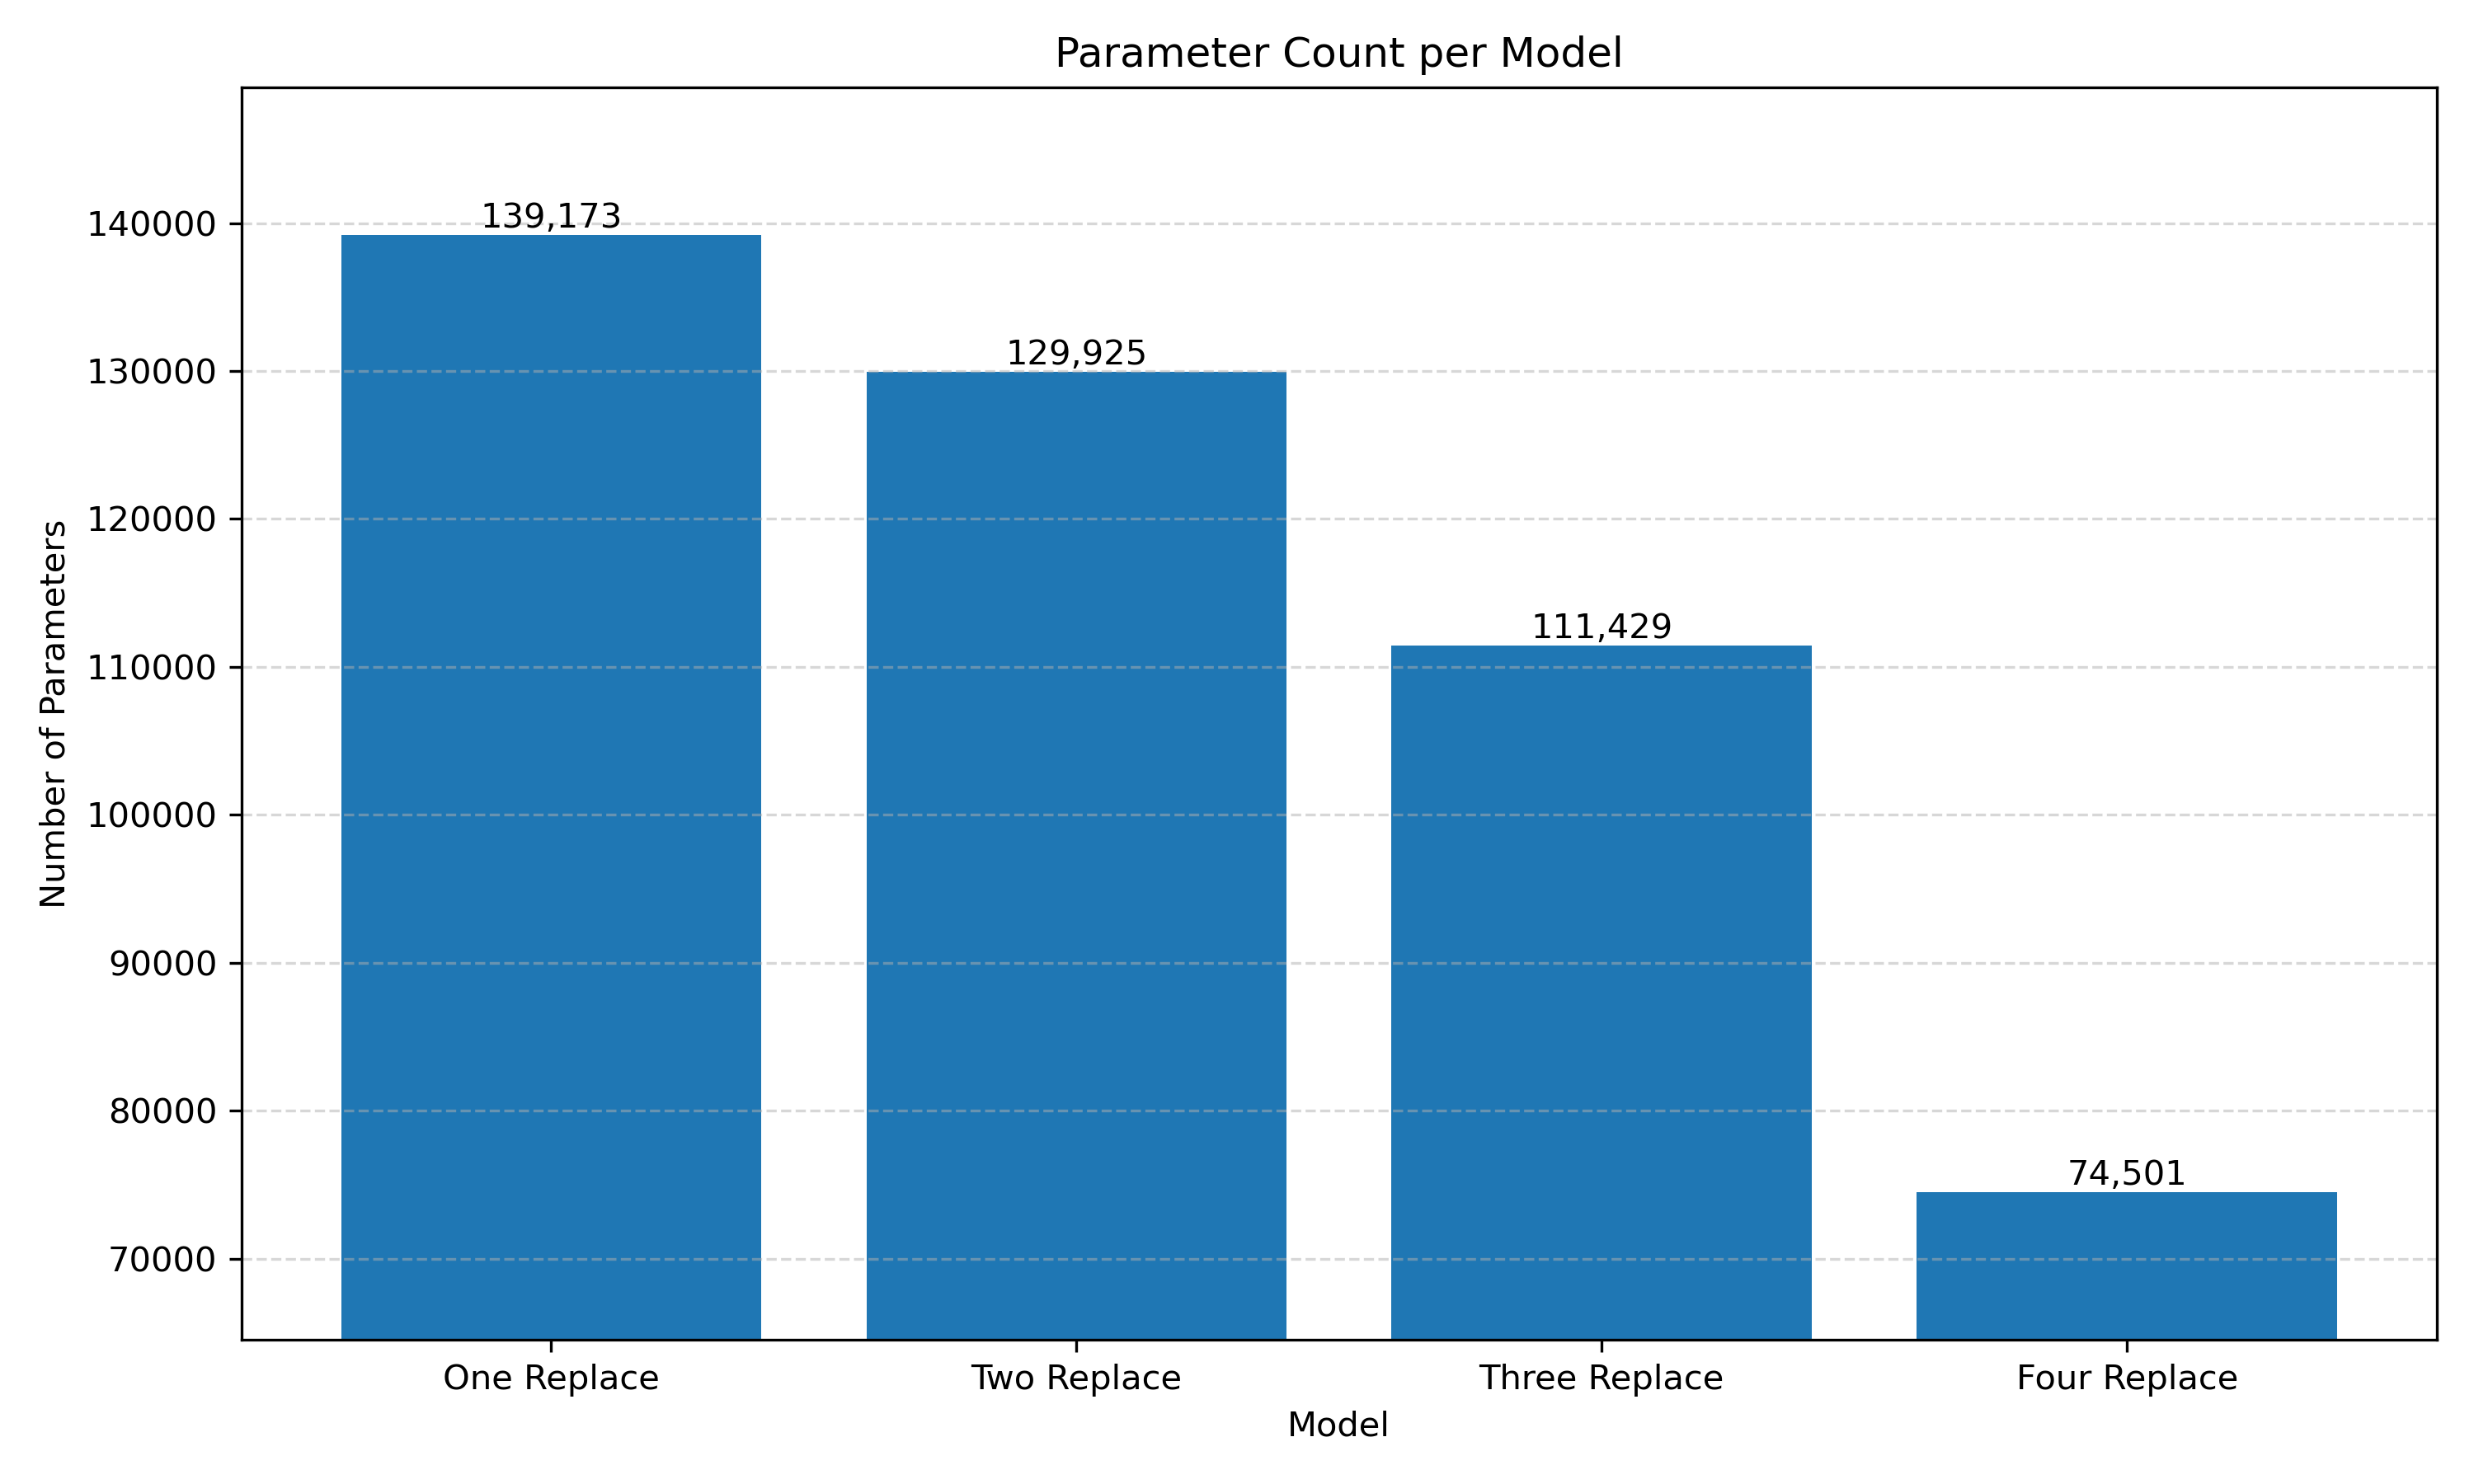 Parameter Count per Model
Number of Parameters
140000
130000
120000
110000
100000
90000
80000
70000
139,173
129,925
111,429
74,501
One Replace
Two Replace
Three Replace
Four Replace
Model